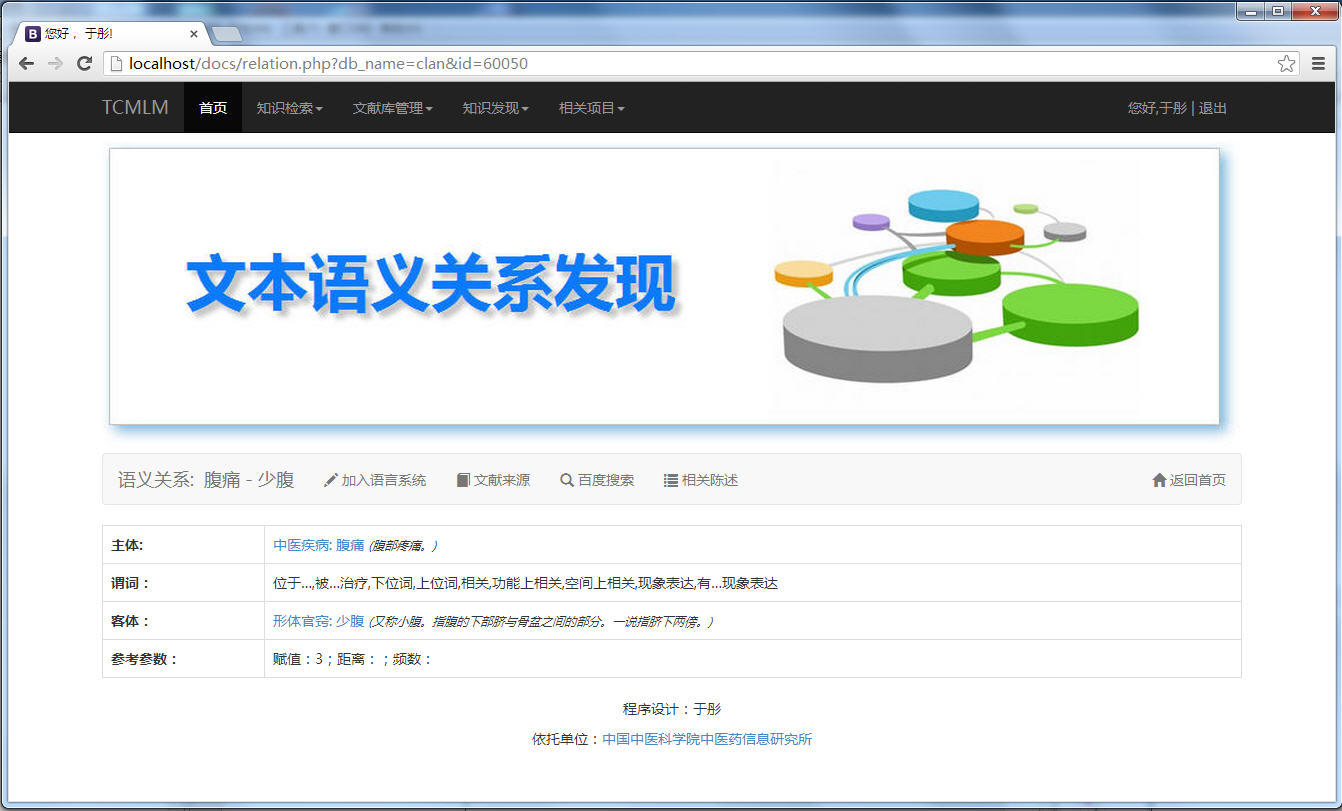 您好， 于彤!
localhost/docs/relation.php?db_name=clan&id=60050
TCMLM 首页 知识检索 文献库管理 知识发现 相关项目 您好,于彤 | 退出
文本语义关系发现
语义关系: 腹痛 - 少腹 加入语言系统 文献来源 百度搜索 相关陈述 返回首页
主体: 中医疾病: 腹痛 (腹部疼痛。)
谓词： 位于...,被...治疗,下位词,上位词,相关,功能上相关,空间上相关,现象表达,有...现象表达
客体： 形体官窍: 少腹 (又称小腹。指腹的下部脐与骨盆之间的部分。一说指脐下两傍。)
参考参数： 赋值：3；距离：；频数：
程序设计：于彤
依托单位：中国中医科学院中医药信息研究所